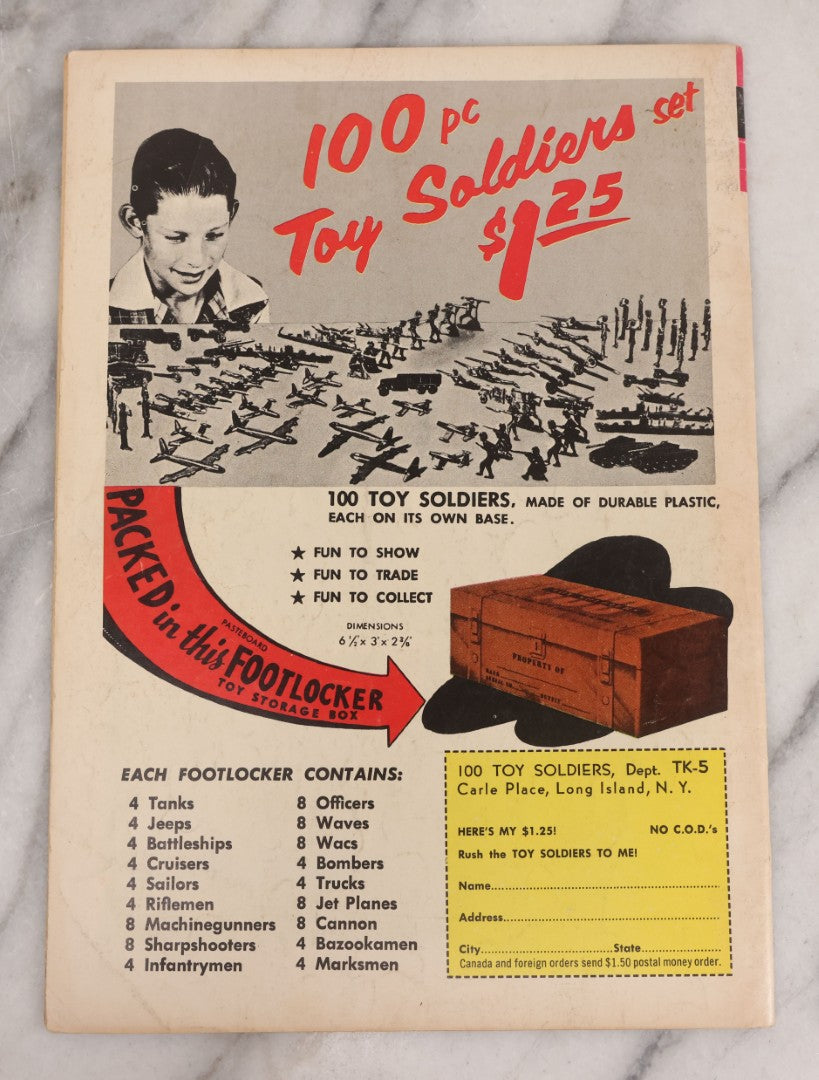 100 pc
Toy Soldiers set
$1.25
100 TOY SOLDIERS, MADE OF DURABLE PLASTIC,
EACH ON ITS OWN BASE.
★ FUN TO SHOW
★ FUN TO TRADE
★ FUN TO COLLECT
DIMENSIONS
6 ½" x 3" x 2⅜"
PACKED in this
PASTEBOARD
FOOTLOCKER
TOY STORAGE BOX
PROPERTY OF
EACH FOOTLOCKER CONTAINS:
4 Tanks
4 Jeeps
4 Battleships
4 Cruisers
4 Sailors
4 Riflemen
8 Machinegunners
8 Sharpshooters
4 Infantrymen
8 Officers
8 Waves
8 Wacs
4 Bombers
4 Trucks
8 Jet Planes
8 Cannon
4 Bazookamen
4 Marksmen
100 TOY SOLDIERS, Dept. TK-5
Carle Place, Long Island, N. Y.
HERE'S MY $1.25! NO C.O.D.'s
Rush the TOY SOLDIERS TO ME!
Name
Address
City State
Canada and foreign orders send $1.50 postal money order.